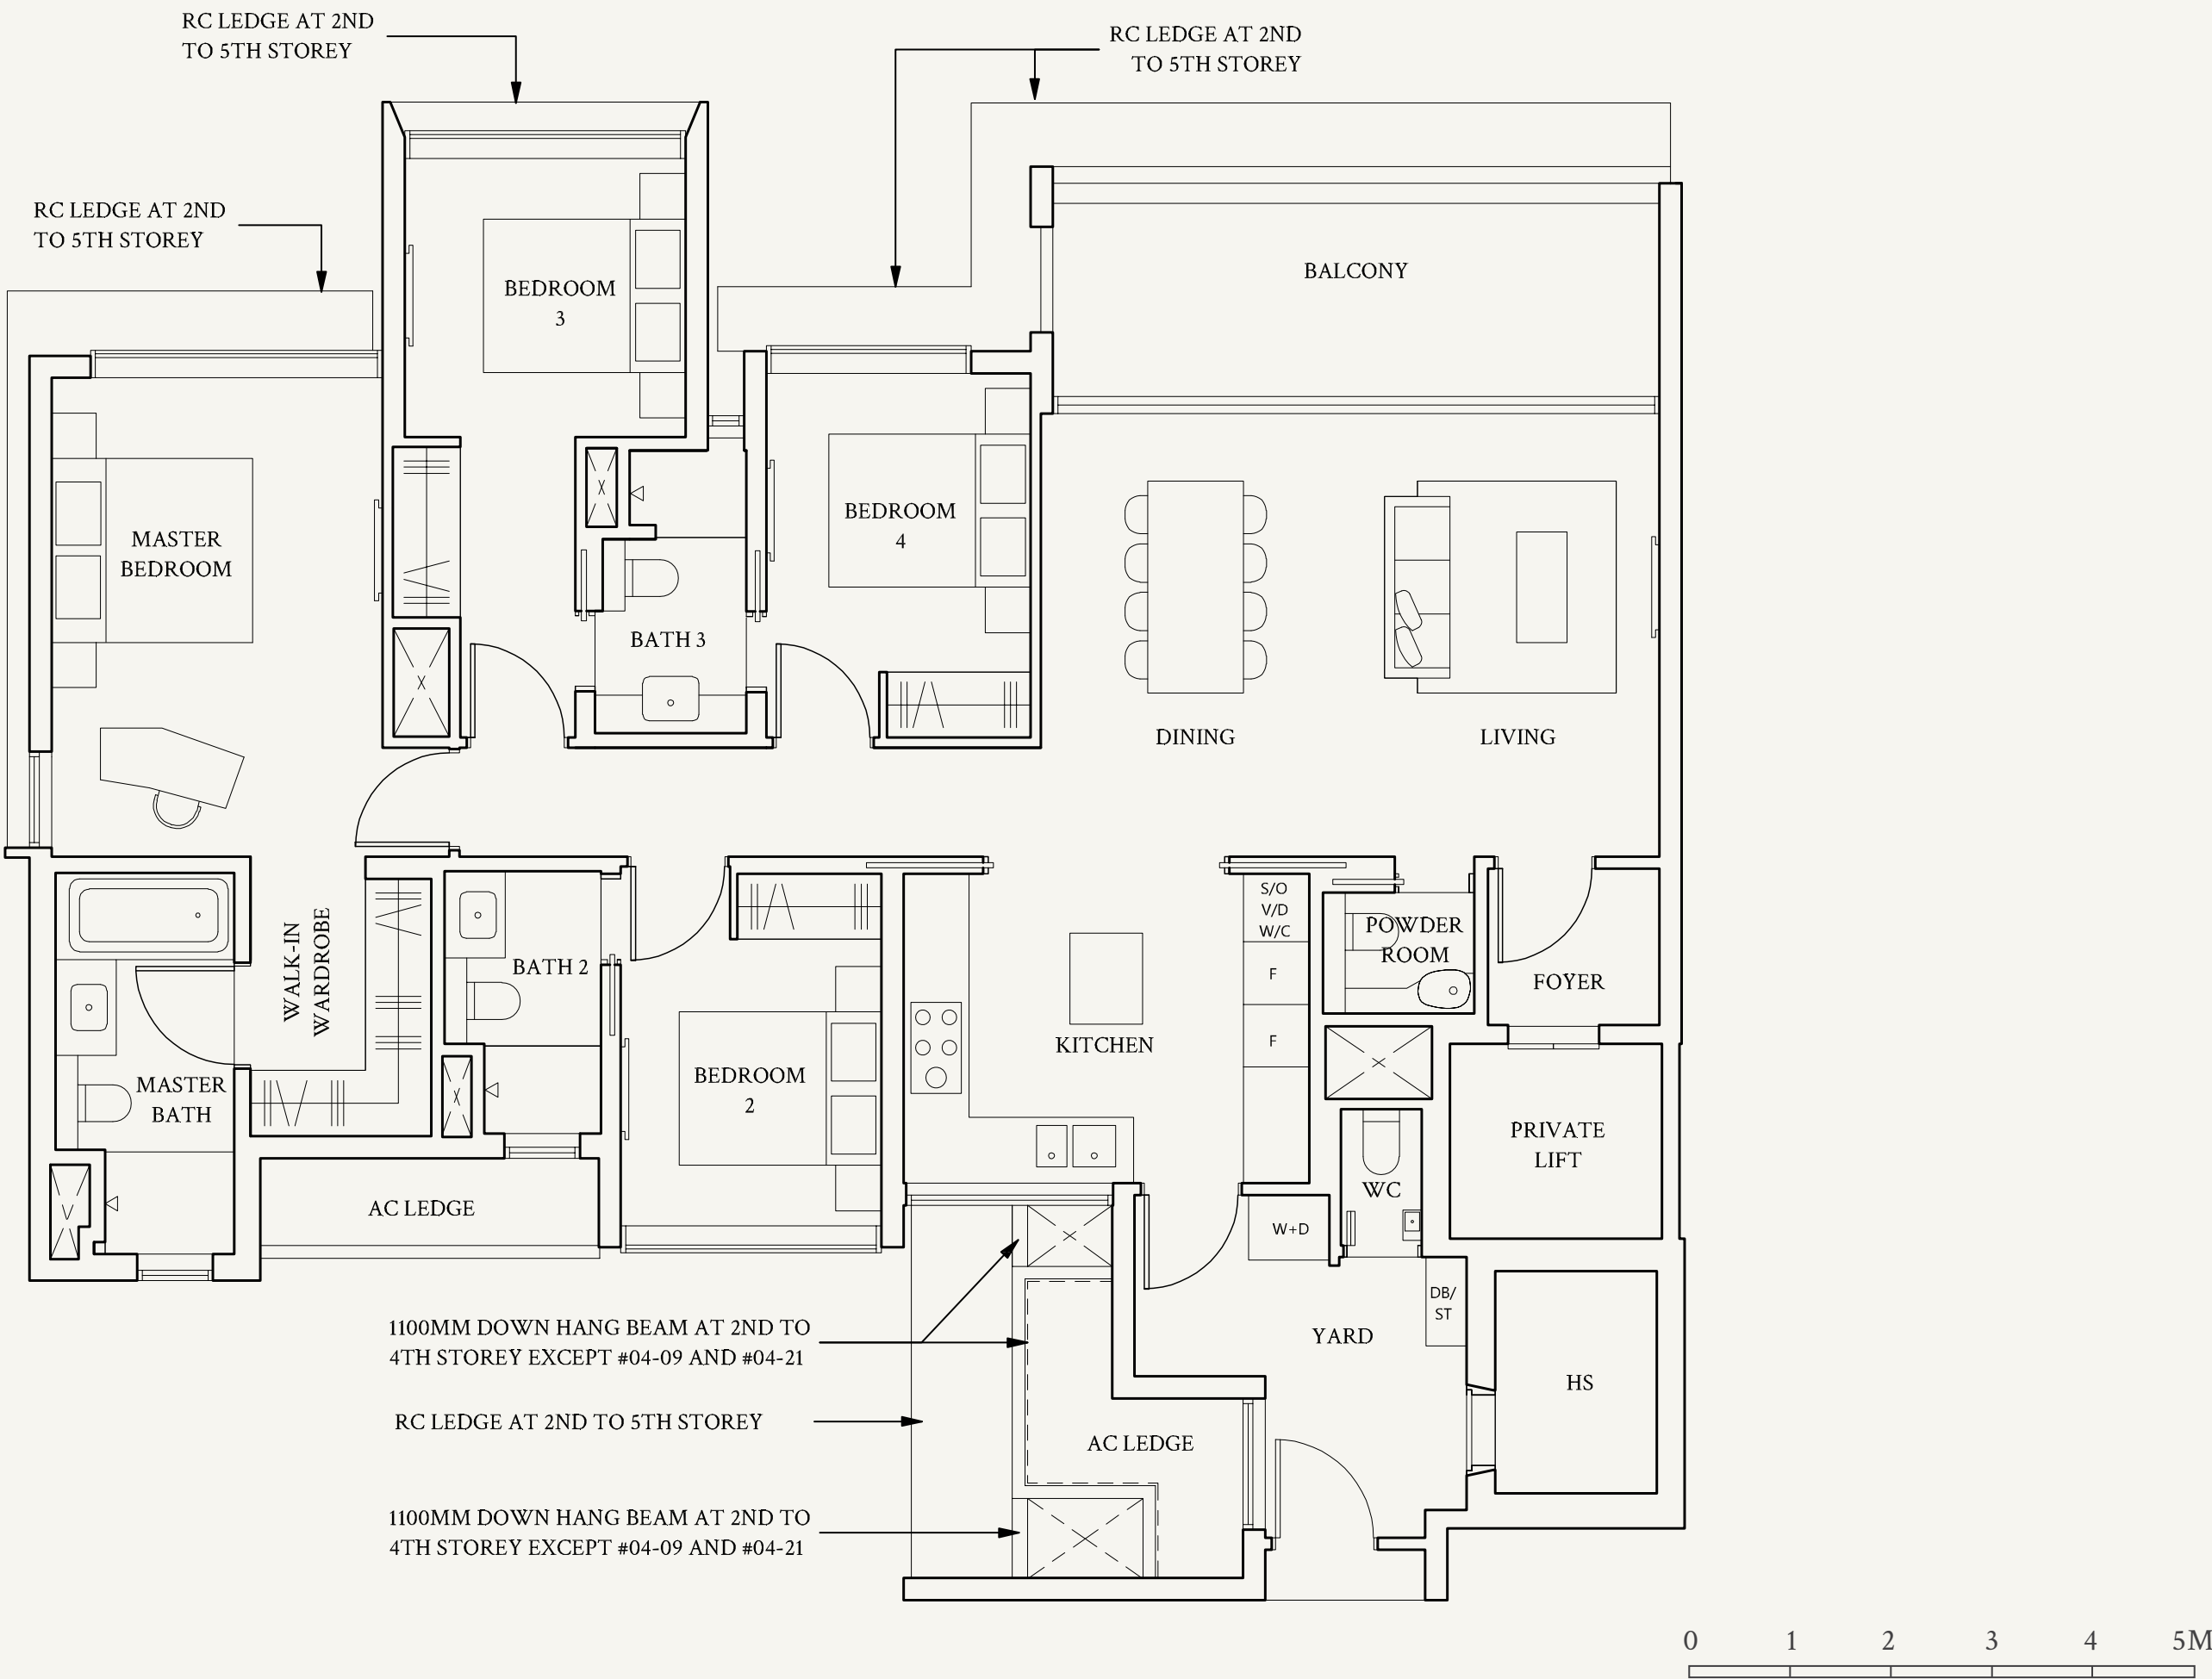 RC LEDGE AT 2ND
TO 5TH STOREY
RC LEDGE AT 2ND
TO 5TH STOREY
RC LEDGE AT 2ND
TO 5TH STOREY
BALCONY
BEDROOM
3
MASTER
BEDROOM
BEDROOM
4
BATH 3
DINING
LIVING
WALK-IN
WARDROBE
BATH 2
S/O
V/D
W/C
F
F
POWDER
ROOM
FOYER
KITCHEN
MASTER
BATH
BEDROOM
2
PRIVATE
LIFT
AC LEDGE
WC
W+D
DB/
ST
YARD
HS
1100MM DOWN HANG BEAM AT 2ND TO
4TH STOREY EXCEPT #04-09 AND #04-21
RC LEDGE AT 2ND TO 5TH STOREY
AC LEDGE
1100MM DOWN HANG BEAM AT 2ND TO
4TH STOREY EXCEPT #04-09 AND #04-21
0 1 2 3 4 5M